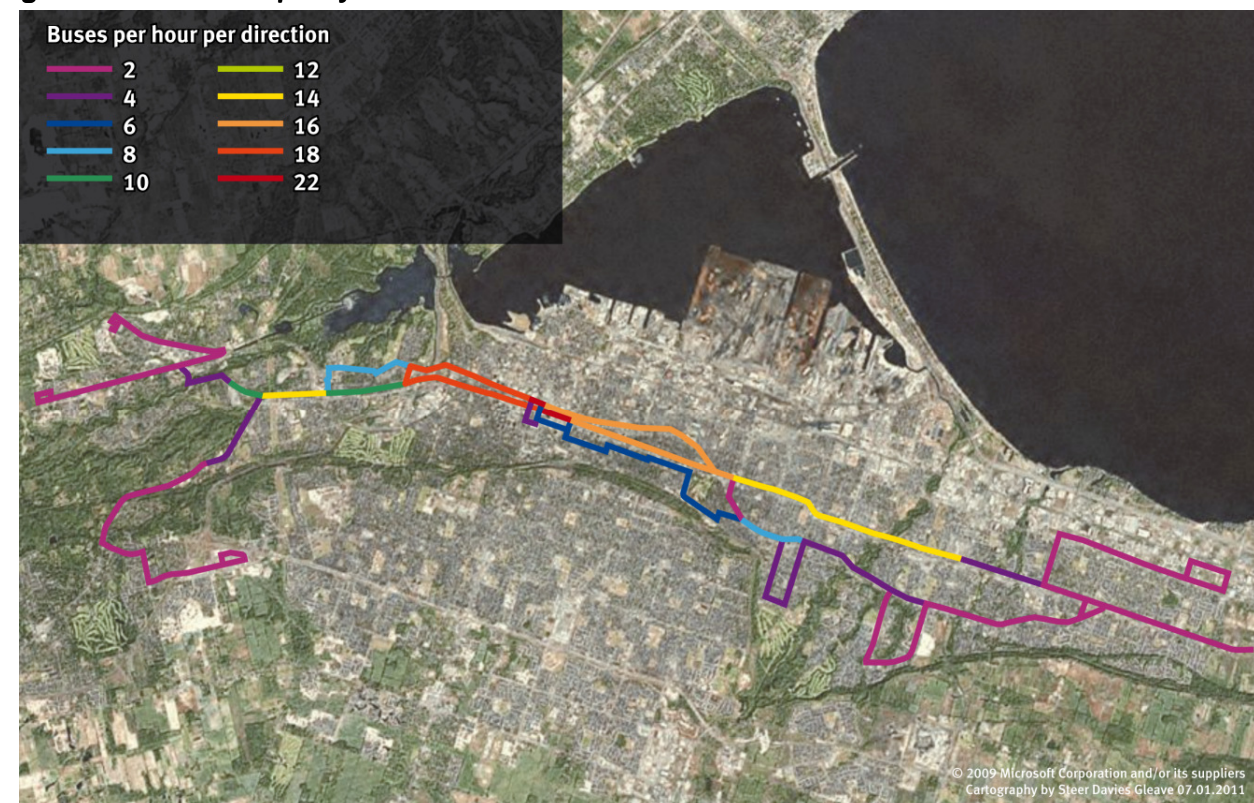 Buses per hour per direction
2 12
4 14
6 16
8 18
10 22
© 2009 Microsoft Corporation and/or its suppliers
Cartography by Steer Davies Gleave 07.01.2011